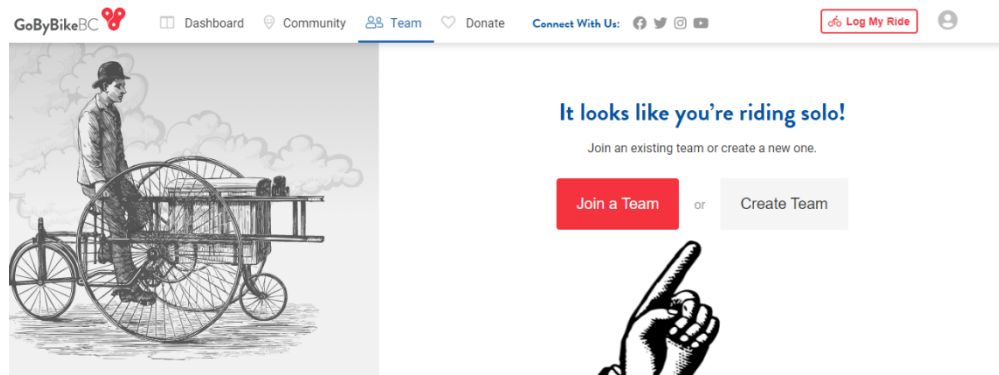 GoByBikeBC Dashboard Community Team Donate Connect With Us: Log My Ride
It looks like you're riding solo!
Join an existing team or create a new one.
Join a Team or Create Team